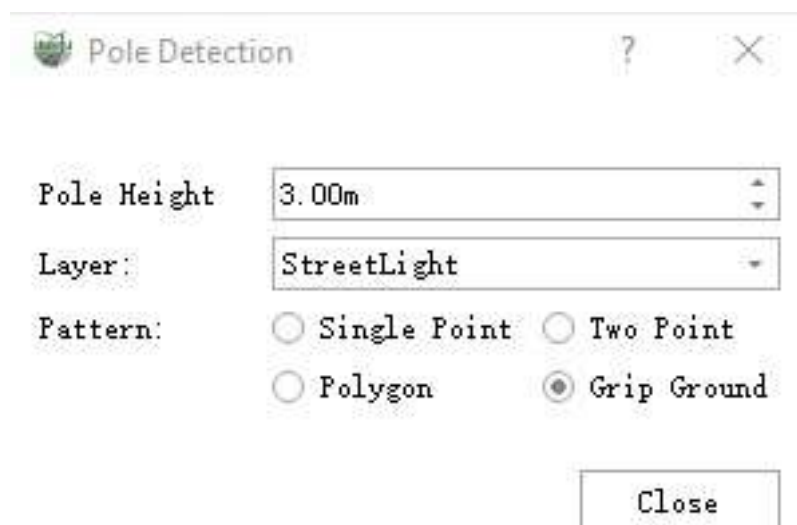 Pole Detection ?
Pole Height 3.00m
Layer: StreetLight
Pattern: Single Point Two Point
Polygon Grip Ground
Close